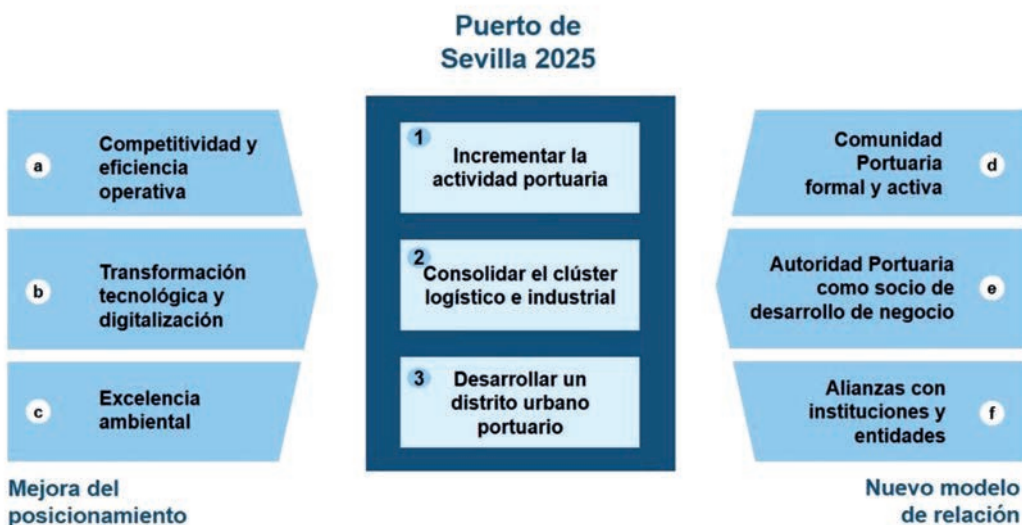 Puerto de
Sevilla 2025
a
Competitividad y
eficiencia
operativa
b
Transformación
tecnológica y
digitalización
c
Excelencia
ambiental
Mejora del
posicionamiento
1
Incrementar la
actividad portuaria
2
Consolidar el clúster
logístico e industrial
3
Desarrollar un
distrito urbano
portuario
Comunidad
Portuaria
formal y activa
d
Autoridad Portuaria
como socio de
desarrollo de negocio
e
Alianzas con
instituciones y
entidades
f
Nuevo modelo
de relación